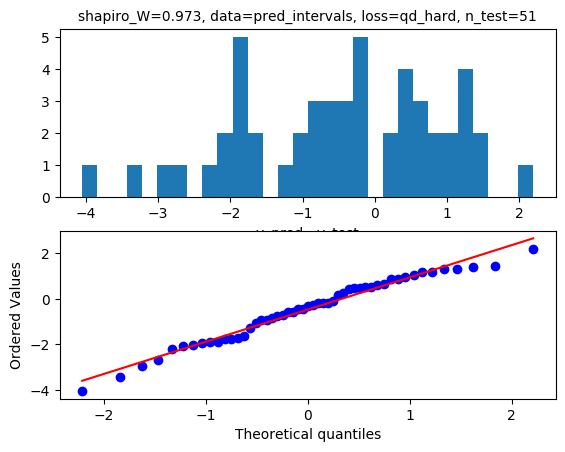 shapiro_W=0.973, data=pred_intervals, loss=qd_hard, n_test=51
5
4
3
2
1
0
−4 −3 −2 −1 0 1 2
Ordered Values
2
0
−2
−4
−2 −1 0 1 2
Theoretical quantiles